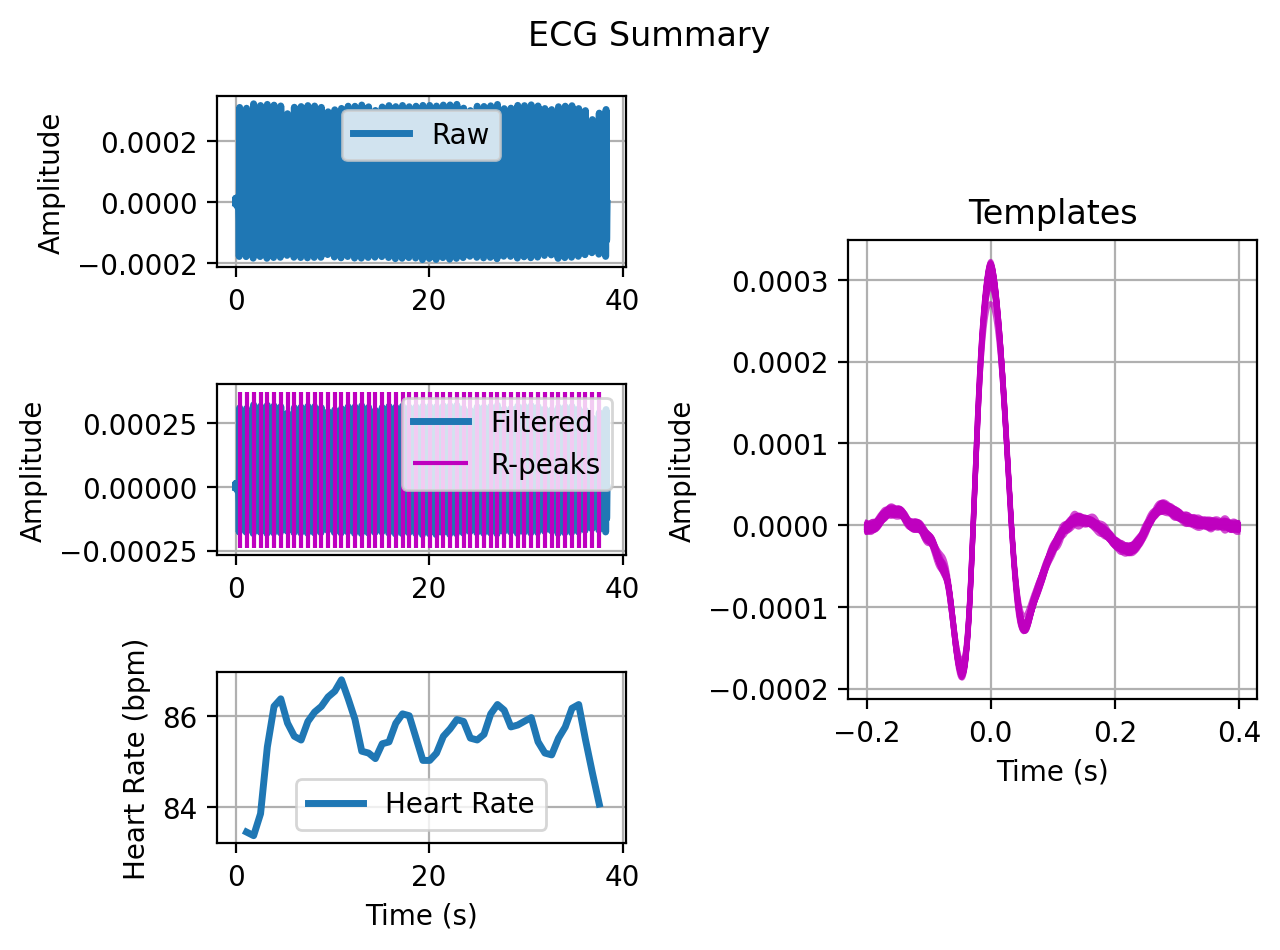 ECG Summary
Amplitude
0.0002
0.0000
−0.0002
Raw
0 20 40
Amplitude
0.00025
0.00000
−0.00025
Filtered
R-peaks
0 20 40
Heart Rate (bpm)
86
84
Heart Rate
0 20 40
Time (s)
Templates
Amplitude
0.0003
0.0002
0.0001
0.0000
−0.0001
−0.0002
−0.2 0.0 0.2 0.4
Time (s)